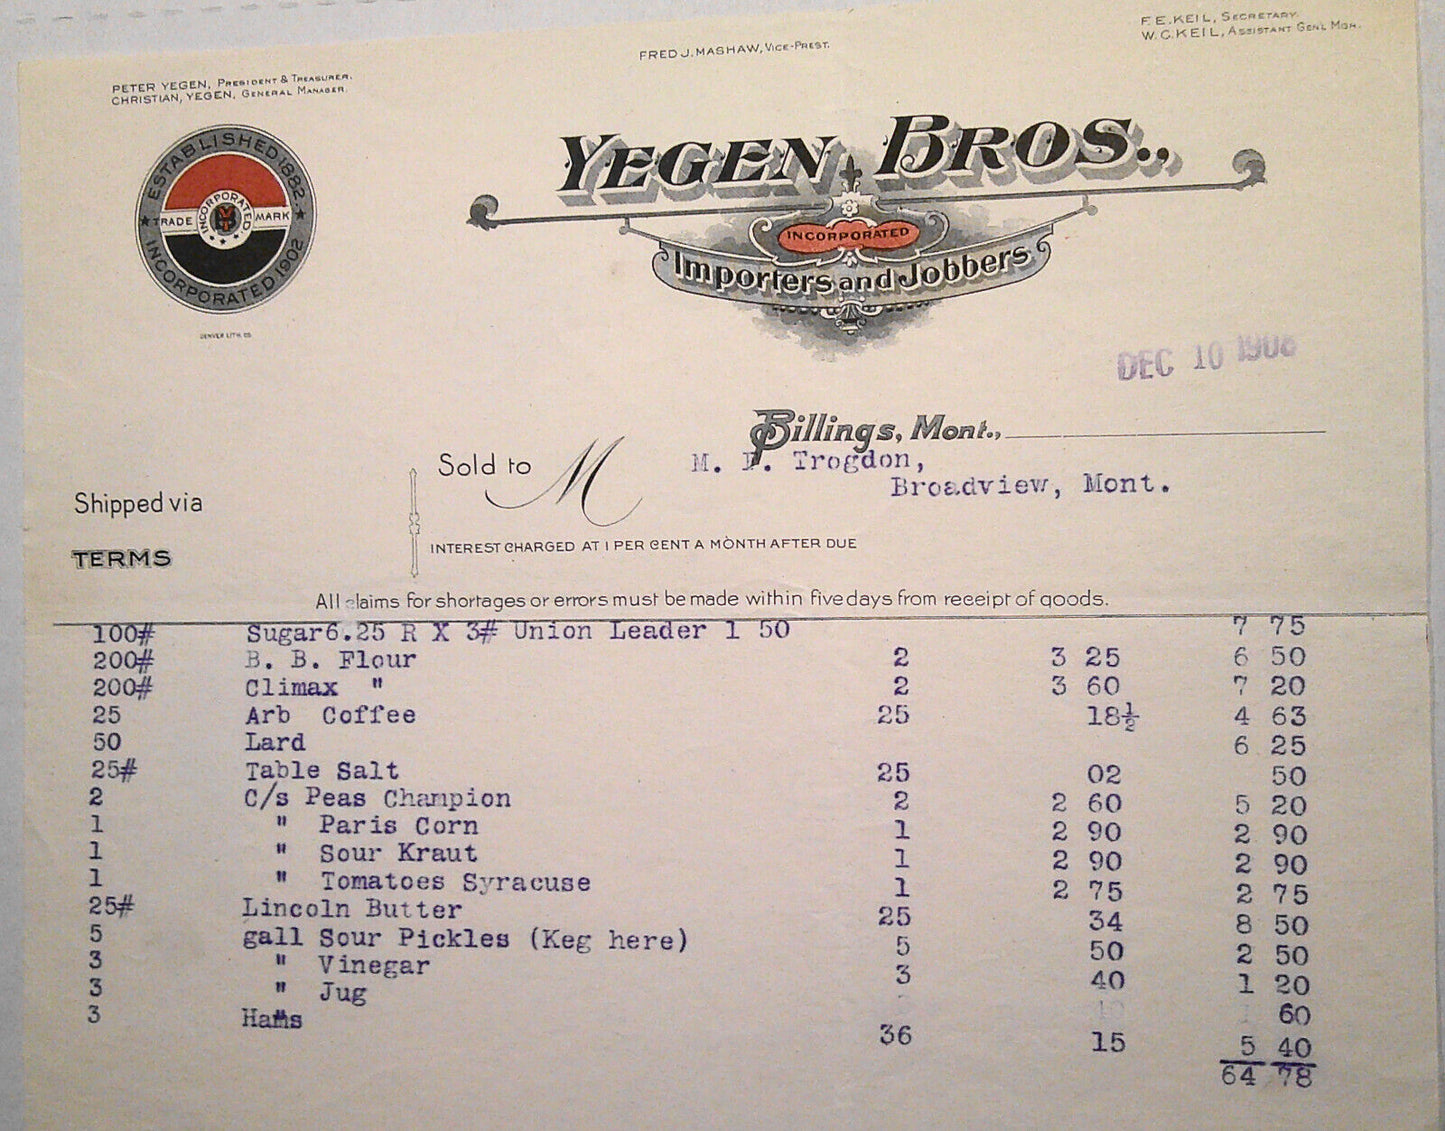 F.E.KEIL, SECRETARY.
W.C.KEIL, ASSISTANT GEN'L MGR.
FRED J. MASHAW, VICE-PREST.
PETER YEGEN, PRESIDENT & TREASURER.
CHRISTIAN, YEGEN, GENERAL MANAGER.
ESTABLISHED 1882
TRADE MARK
INCORPORATED
INCORPORATED 1902
DENVER LITH. CO.
YEGEN BROS.,
INCORPORATED
Importers and Jobbers
DEC 10 1908
Billings, Mont.,
Sold to M M. P. Trogdon,
Broadview, Mont.
Shipped via
TERMS
INTEREST CHARGED AT 1 PER CENT A MONTH AFTER DUE
All claims for shortages or errors must be made within five days from receipt of goods.
100# Sugar6.25 R X 3# Union Leader 1 50 7 75
200# B. B. Flour 2 3 25 6 50
200# Climax " 2 3 60 7 20
25 Arb Coffee 25 18½ 4 63
50 Lard 6 25
25# Table Salt 25 02 50
2 C/s Peas Champion 2 2 60 5 20
1 " Paris Corn 1 2 90 2 90
1 " Sour Kraut 1 2 90 2 90
1 " Tomatoes Syracuse 1 2 75 2 75
25# Lincoln Butter 25 34 8 50
5 gall Sour Pickles (Keg here) 5 50 2 50
3 " Vinegar 3 40 1 20
3 " Jug 60
3 Hams 36 15 5 40
64 78